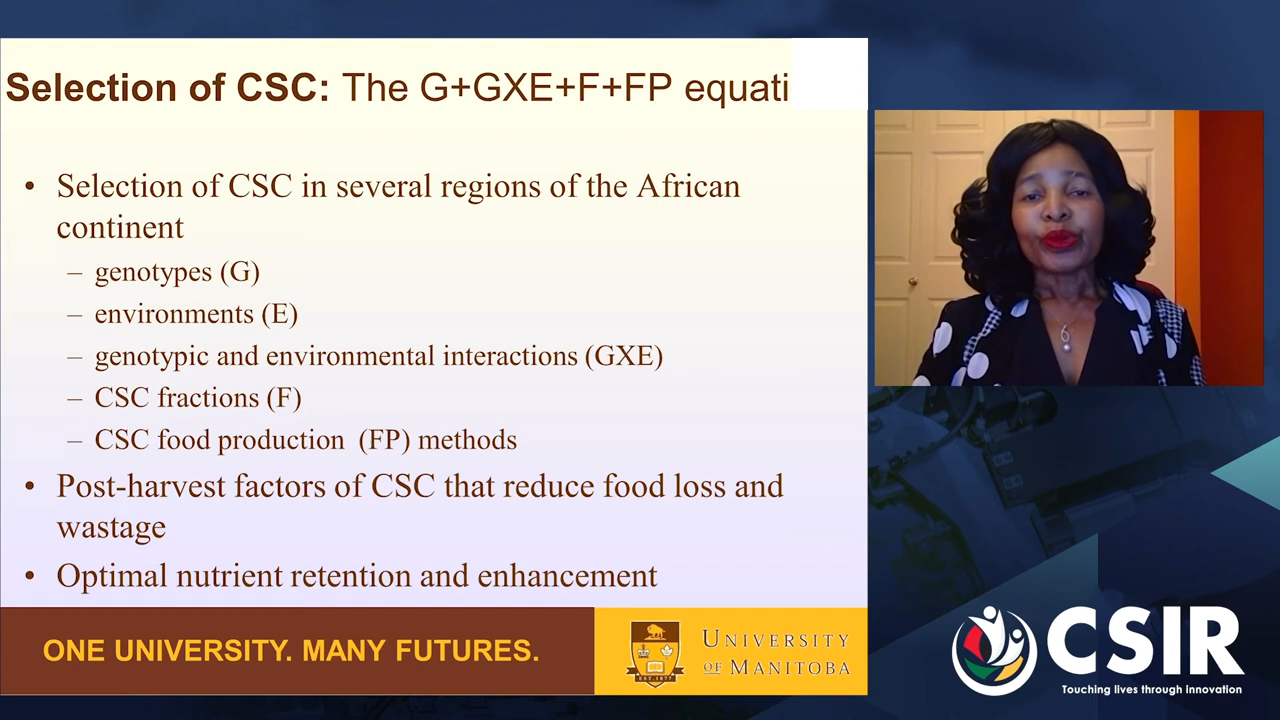 Selection of CSC: The G+GXE+F+FP equati
• Selection of CSC in several regions of the African
continent
– genotypes (G)
– environments (E)
– genotypic and environmental interactions (GXE)
– CSC fractions (F)
– CSC food production (FP) methods
• Post-harvest factors of CSC that reduce food loss and
wastage
• Optimal nutrient retention and enhancement
ONE UNIVERSITY. MANY FUTURES.
UNIVERSITY
OF MANITOBA
CSIR
Touching lives through innovation